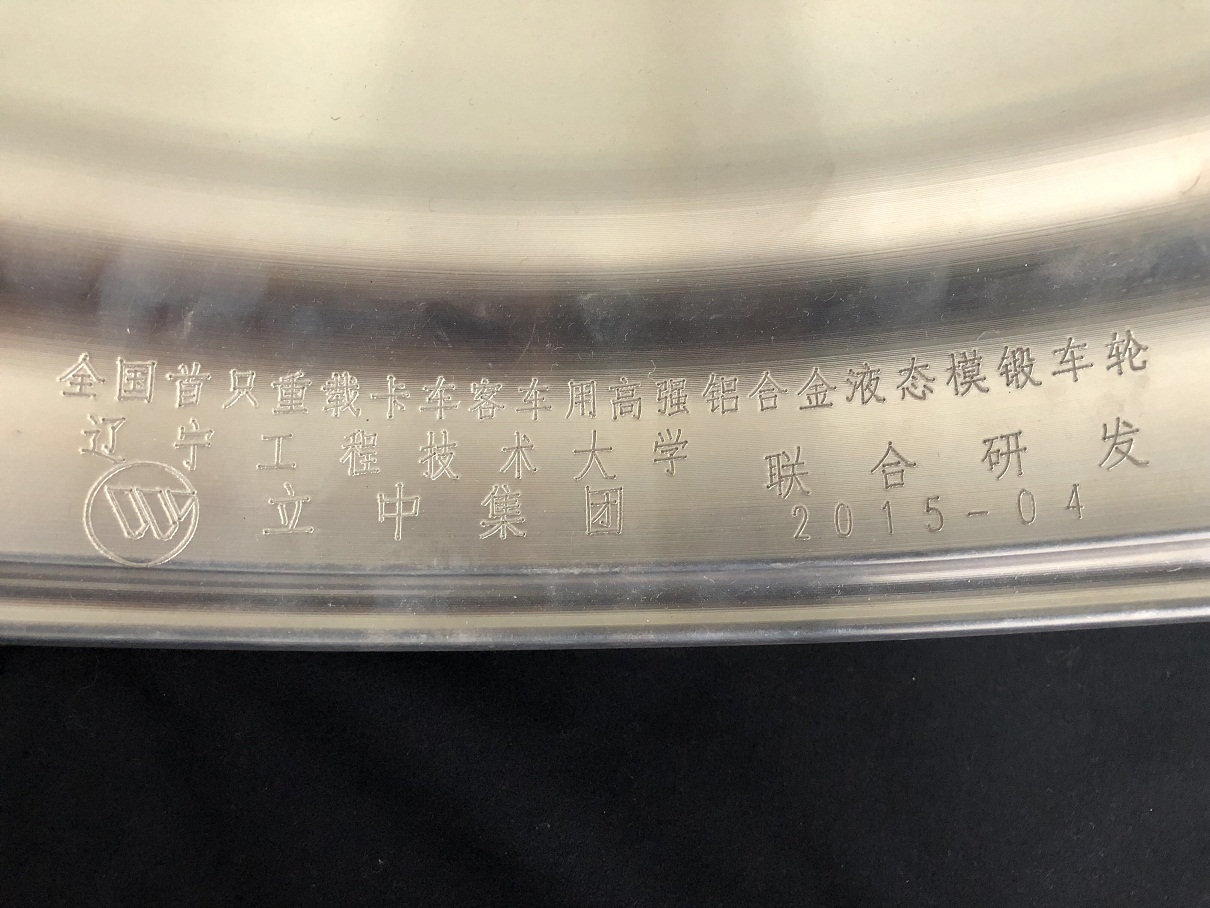 全国首只重载卡车客车用高强铝合金液态模锻车轮
辽宁工程技术大学 联合研发
立中集团 2015-04